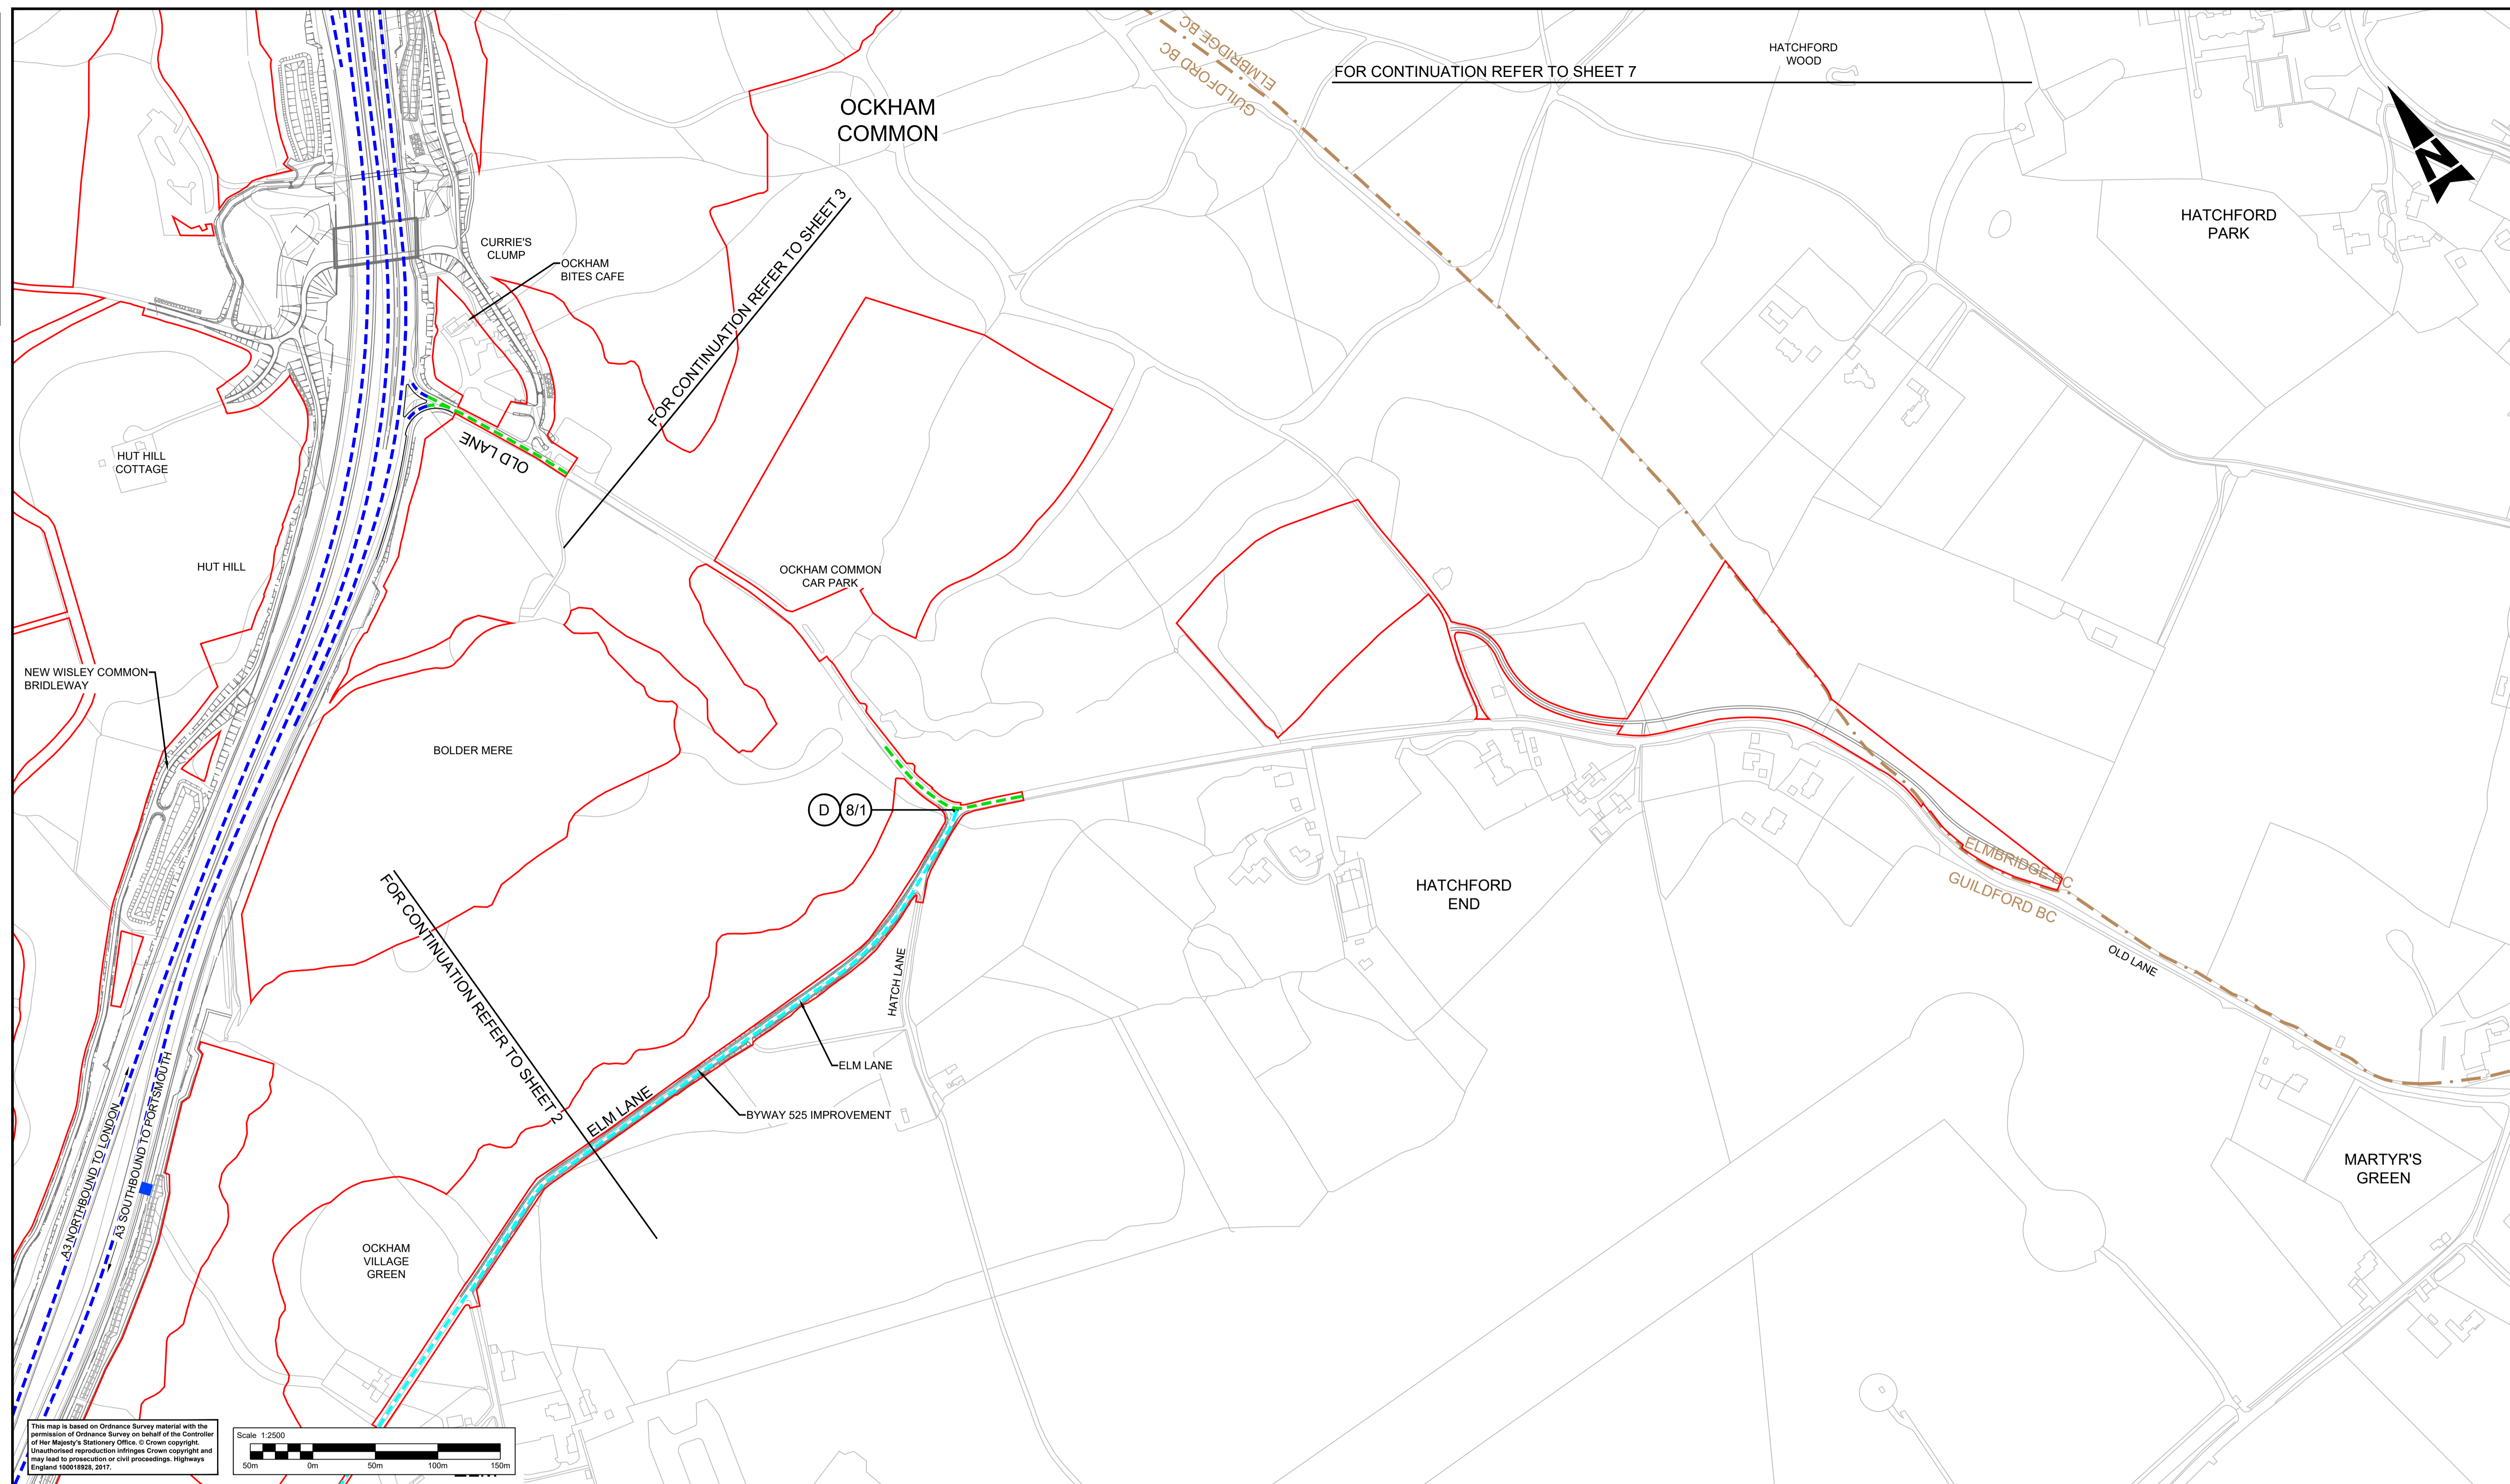 ELMBRIDGE BC
GUILDFORD BC
FOR CONTINUATION REFER TO SHEET 7
HATCHFORD
WOOD
OCKHAM
COMMON
N
HATCHFORD
PARK
CURRIE'S
CLUMP
OCKHAM
BITES CAFE
FOR CONTINUATION REFER TO SHEET 3
OLD LANE
HUT HILL
COTTAGE
HUT HILL
OCKHAM COMMON
CAR PARK
NEW WISLEY COMMON
BRIDLEWAY
BOLDER MERE
D 8/1
ELMBRIDGE BC
GUILDFORD BC
HATCHFORD
END
OLD LANE
FOR CONTINUATION REFER TO SHEET 2
HATCH LANE
ELM LANE
BYWAY 525 IMPROVEMENT
ELM LANE
A3 NORTHBOUND TO LONDON
A3 SOUTHBOUND TO PORTSMOUTH
MARTYR'S
GREEN
OCKHAM
VILLAGE
GREEN
This map is based on Ordnance Survey material with the
permission of Ordnance Survey on behalf of the Controller
of Her Majesty's Stationery Office. © Crown copyright.
Unauthorised reproduction infringes Crown copyright and
may lead to prosecution or civil proceedings. Highways
England 100018928, 2017.
Scale 1:2500
50m 0m 50m 100m 150m